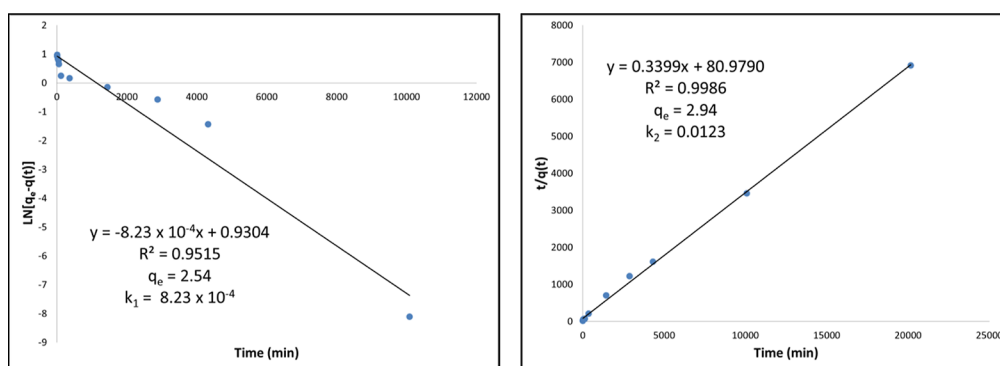 2
1
0
-1
-2
-3
-4
-5
-6
-7
-8
-9
0 2000 4000 6000 8000 10000 12000
LN[qₑ-q(t)]
y = -8.23 x 10⁻⁴x + 0.9304
R² = 0.9515
qₑ = 2.54
k₁ = 8.23 x 10⁻⁴
Time (min)
8000
7000
6000
5000
4000
3000
2000
1000
0
0 5000 10000 15000 20000 25000
t/q(t)
y = 0.3399x + 80.9790
R² = 0.9986
qₑ = 2.94
k₂ = 0.0123
Time (min)